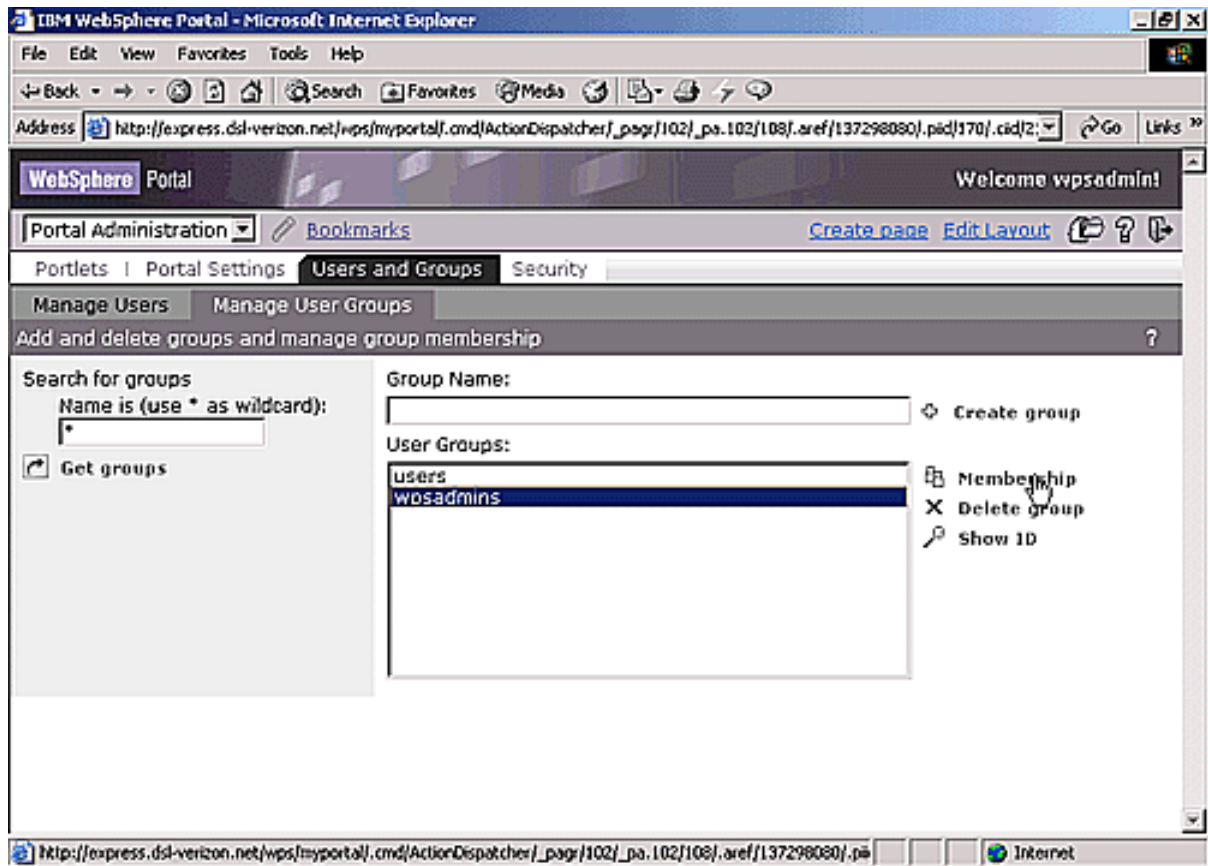 IBM WebSphere Portal - Microsoft Internet Explorer
File Edit View Favorites Tools Help
Back Search Favorites Media
Address http://express.dsl-verizon.net/wps/myportal/.cmd/ActionDispatcher/_pagr/102/_pa.102/108/.aref/137298080/.piid/170/.ciid/2: Go Links »
WebSphere Portal Welcome wpsadmin!
Portal Administration Bookmarks Create page Edit Layout ?
Portlets | Portal Settings Users and Groups Security
Manage Users Manage User Groups
Add and delete groups and manage group membership ?
Search for groups
Name is (use * as wildcard):
*
Get groups
Group Name:
Create group
User Groups:
users
wpsadmins
Membership
Delete group
Show ID
http://express.dsl-verizon.net/wps/myportal/.cmd/ActionDispatcher/_pagr/102/_pa.102/108/.aref/137298080/.pii Internet